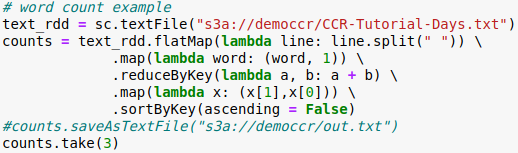 # word count example
text_rdd = sc.textFile("s3a://democcr/CCR-Tutorial-Days.txt")
counts = text_rdd.flatMap(lambda line: line.split(" ")) \
             .map(lambda word: (word, 1)) \
             .reduceByKey(lambda a, b: a + b) \
             .map(lambda x: (x[1],x[0])) \
             .sortByKey(ascending = False)
#counts.saveAsTextFile("s3a://democcr/out.txt")
counts.take(3)